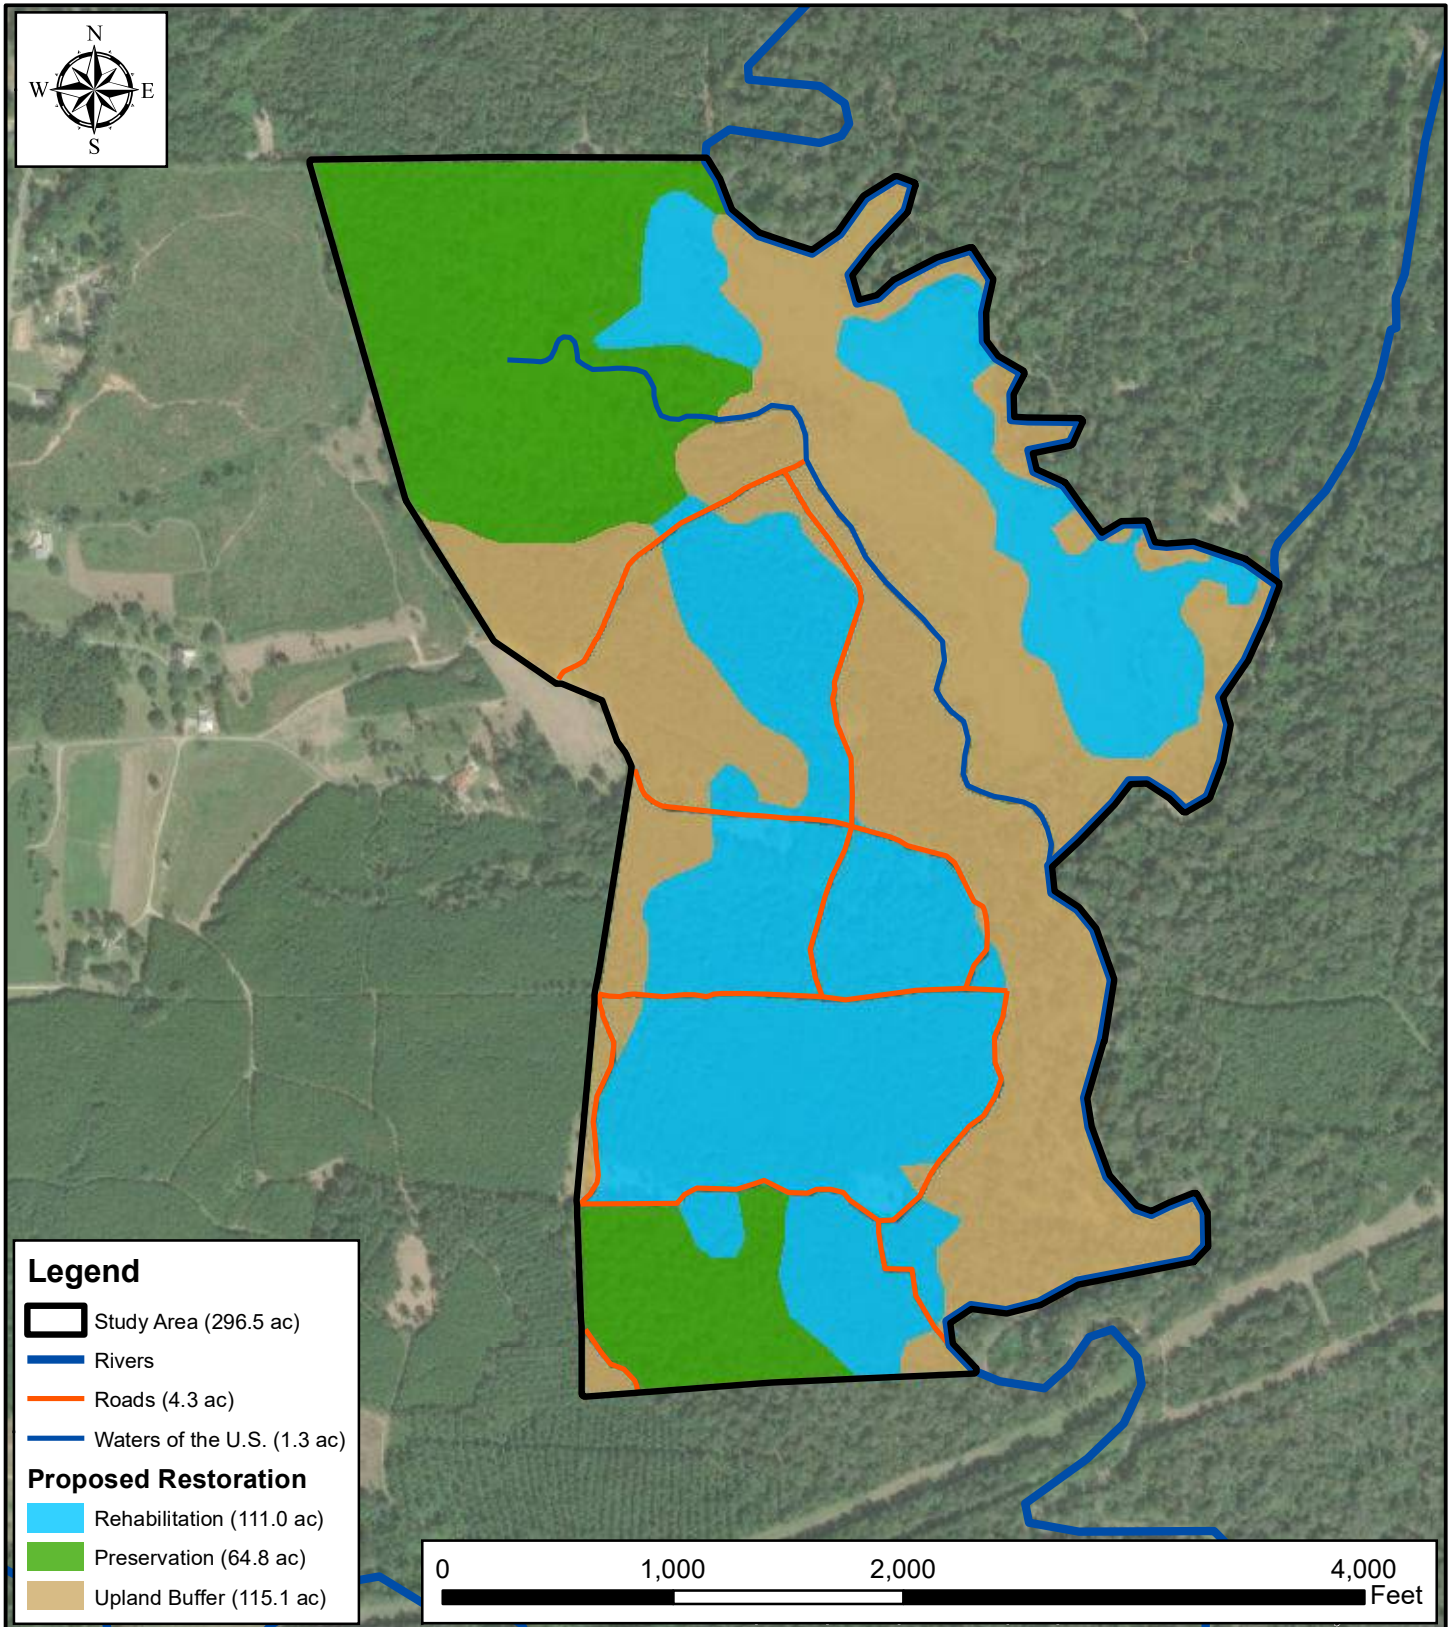 N
W E
S
Legend
Study Area (296.5 ac)
Rivers
Roads (4.3 ac)
Waters of the U.S. (1.3 ac)
Proposed Restoration
Rehabilitation (111.0 ac)
Preservation (64.8 ac)
Upland Buffer (115.1 ac)
0 1,000 2,000 4,000
Feet